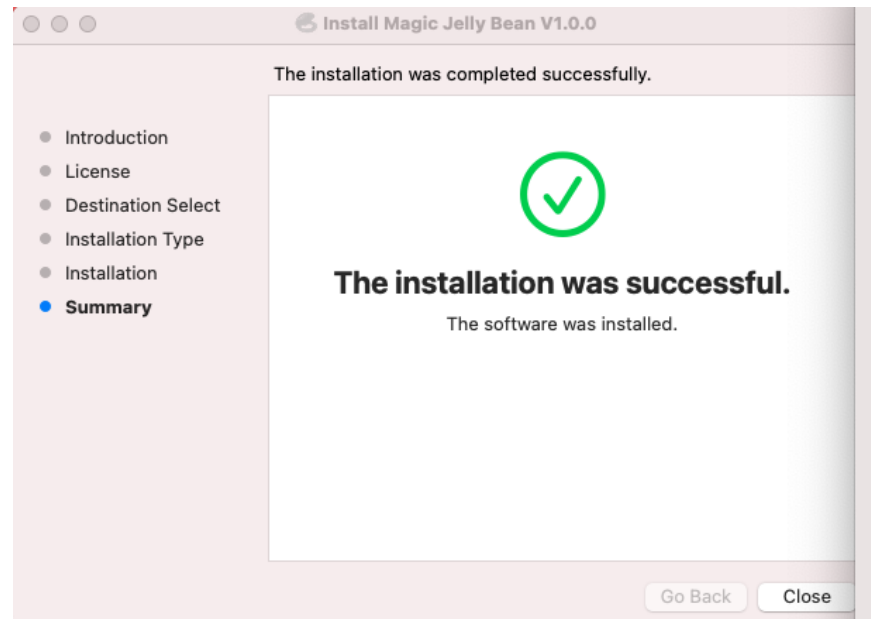 Install Magic Jelly Bean V1.0.0
The installation was completed successfully.
Introduction
License
Destination Select
Installation Type
Installation
Summary
The installation was successful.
The software was installed.
Go Back
Close